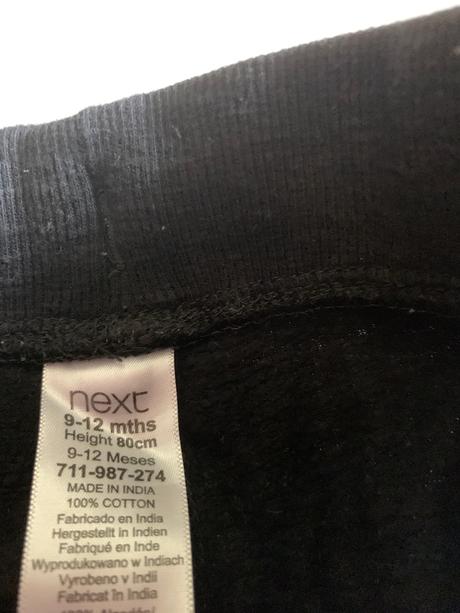 next
9-12 mths
Height 80cm
9-12 Meses
711-987-274
MADE IN INDIA
100% COTTON
Fabricado en India
Hergestellt in Indien
Fabriqué en Inde
Wyprodukowano w Indiach
Vyrobeno v Indii
Fabricat în India